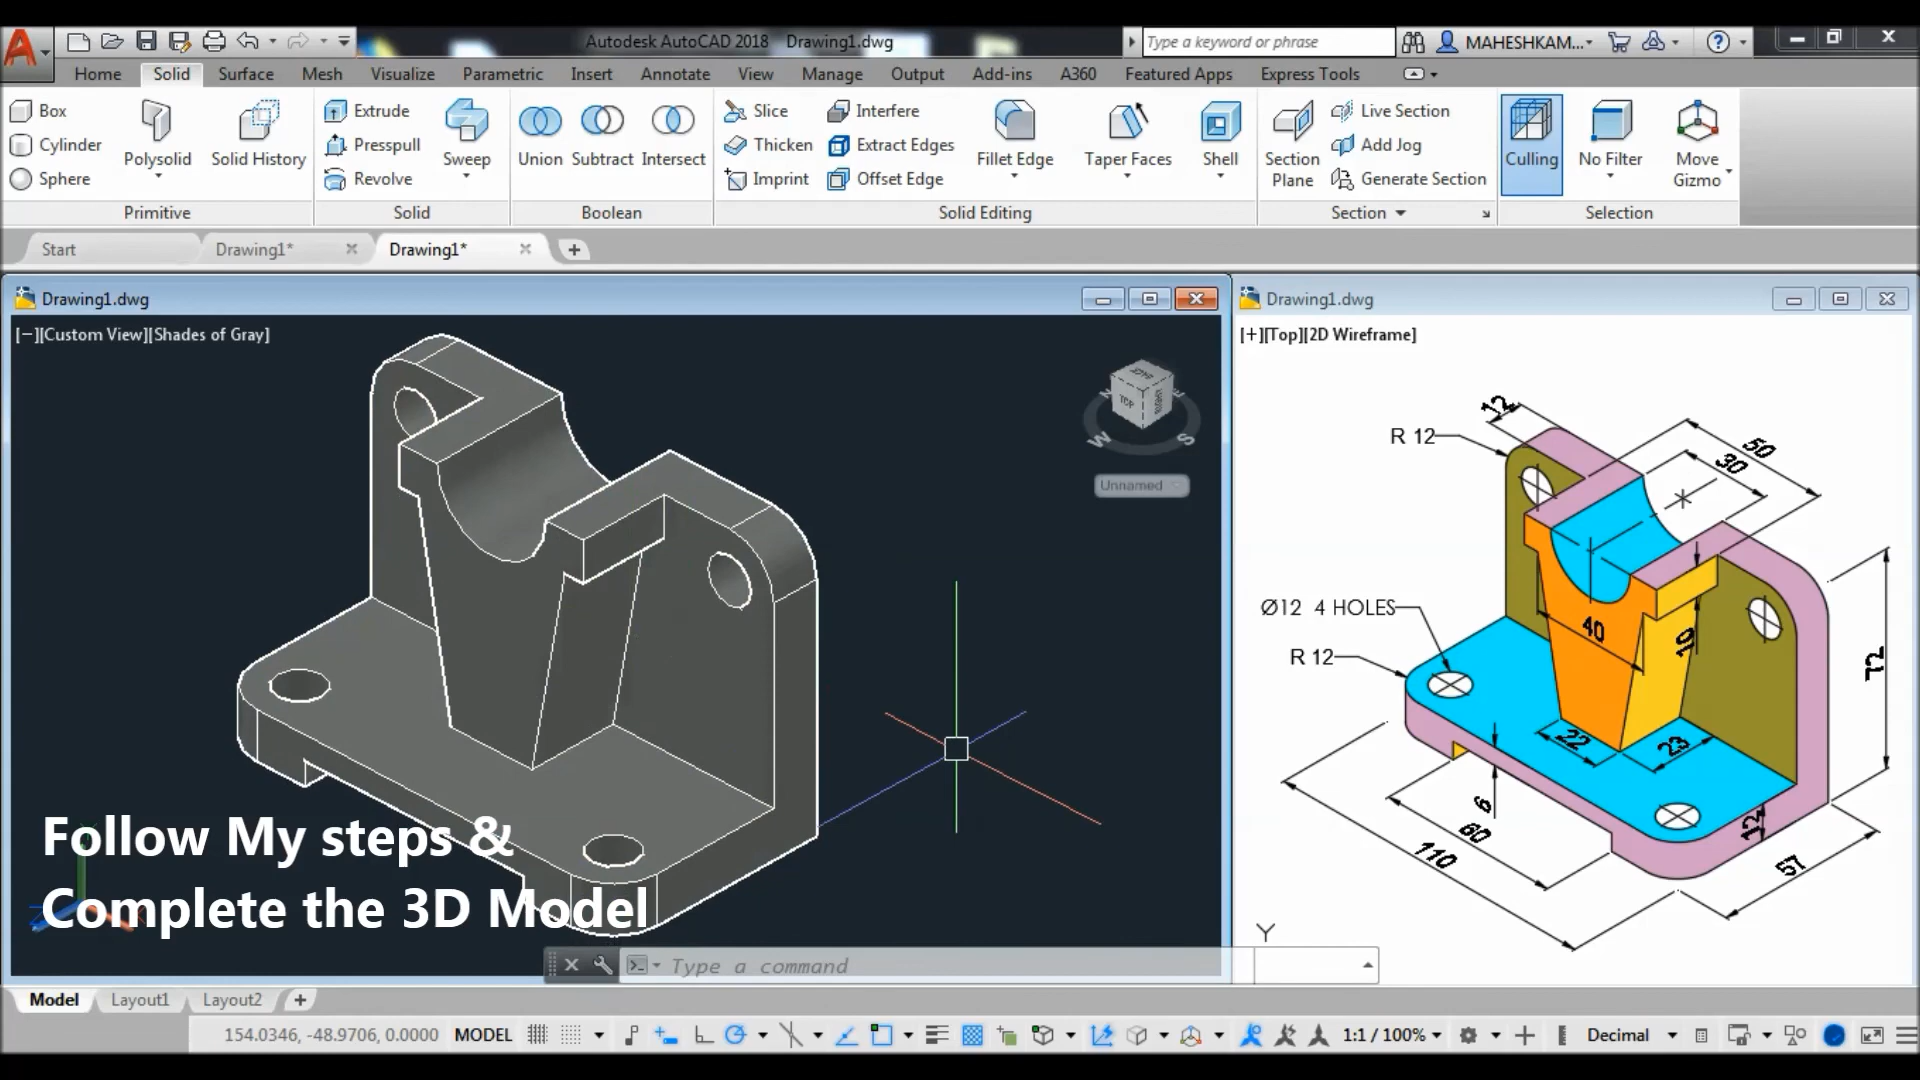 Autodesk AutoCAD 2018 Drawing1.dwg
Type a keyword or phrase
MAHESHKAM...
Home Solid Surface Mesh Visualize Parametric Insert Annotate View Manage Output Add-ins A360 Featured Apps Express Tools
Box
Cylinder
Sphere
Polysolid
Solid History
Primitive
Extrude
Presspull
Revolve
Sweep
Solid
Union
Subtract
Intersect
Boolean
Slice
Thicken
Imprint
Interfere
Extract Edges
Offset Edge
Fillet Edge
Taper Faces
Shell
Solid Editing
Section
Plane
Live Section
Add Jog
Generate Section
Section
Culling
No Filter
Move
Gizmo
Selection
Start Drawing1* Drawing1*
Drawing1.dwg
[−][Custom View][Shades of Gray]
TOP
W S
Unnamed
Follow My steps &
Complete the 3D Model
Type a command
Drawing1.dwg
[+][Top][2D Wireframe]
12
R 12
50
30
Ø12 4 HOLES
R 12
40
10
72
22
23
6
60
110
12
57
Y
Model Layout1 Layout2
154.0346, -48.9706, 0.0000 MODEL
1:1 / 100%
Decimal